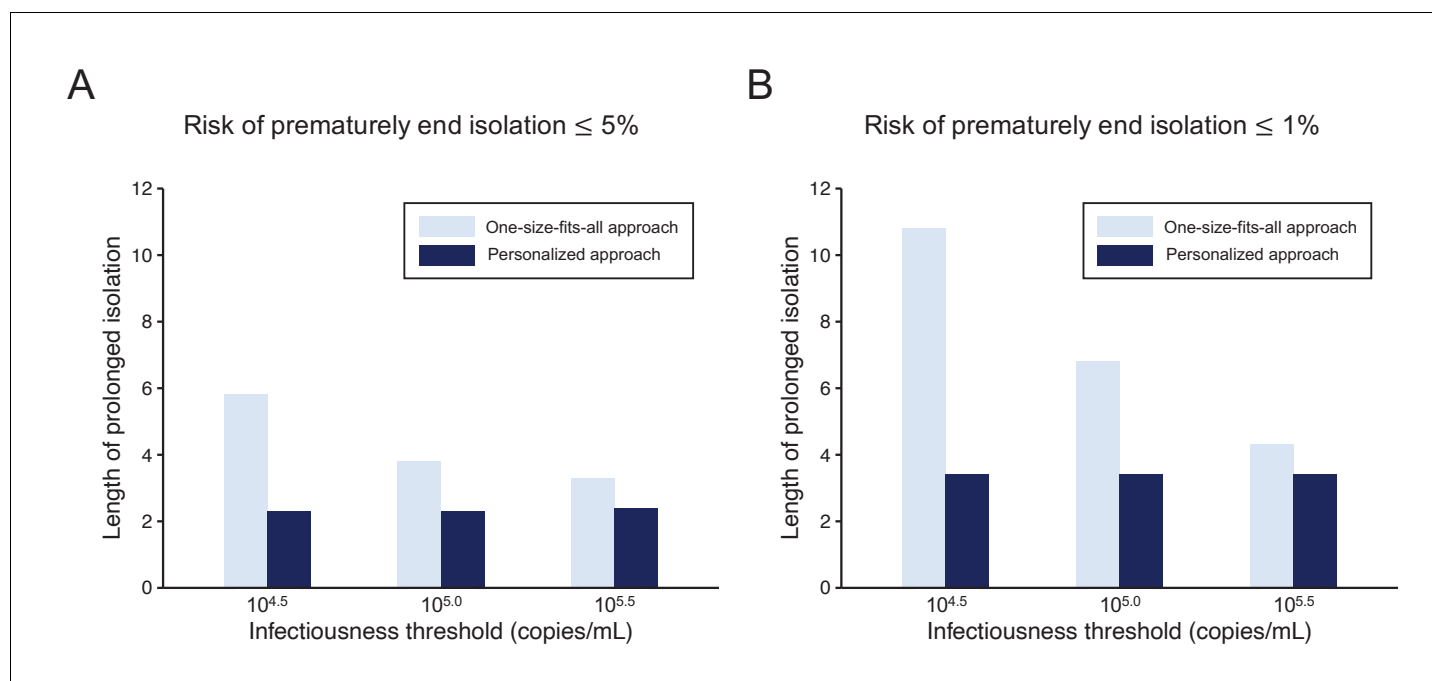 A
Risk of prematurely end isolation ≤ 5%
Length of prolonged isolation
12
10
8
6
4
2
0
One-size-fits-all approach
Personalized approach
10^4.5
10^5.0
10^5.5
Infectiousness threshold (copies/mL)
B
Risk of prematurely end isolation ≤ 1%
Length of prolonged isolation
12
10
8
6
4
2
0
One-size-fits-all approach
Personalized approach
10^4.5
10^5.0
10^5.5
Infectiousness threshold (copies/mL)